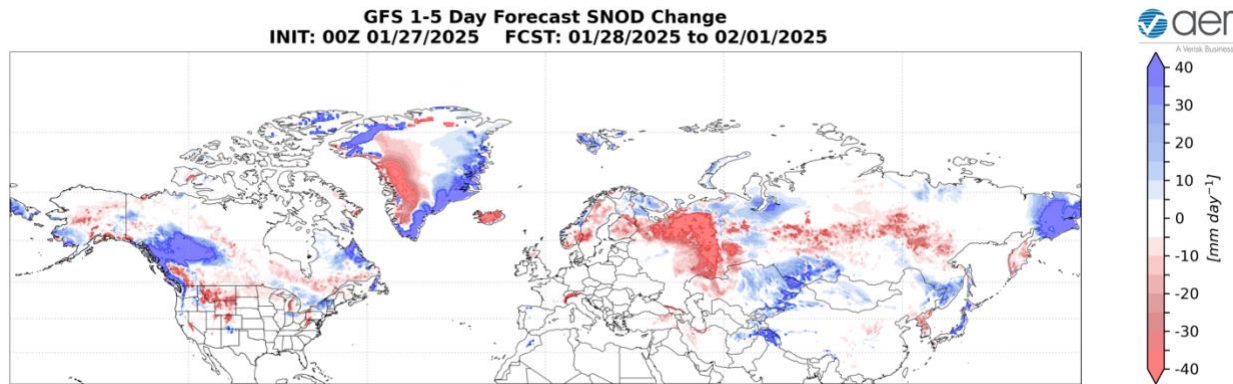 GFS 1-5 Day Forecast SNOD Change
INIT: 00Z 01/27/2025    FCST: 01/28/2025 to 02/01/2025
aer
A Verisk Business
40
30
20
10
0
-10
-20
-30
-40
[mm day⁻¹]